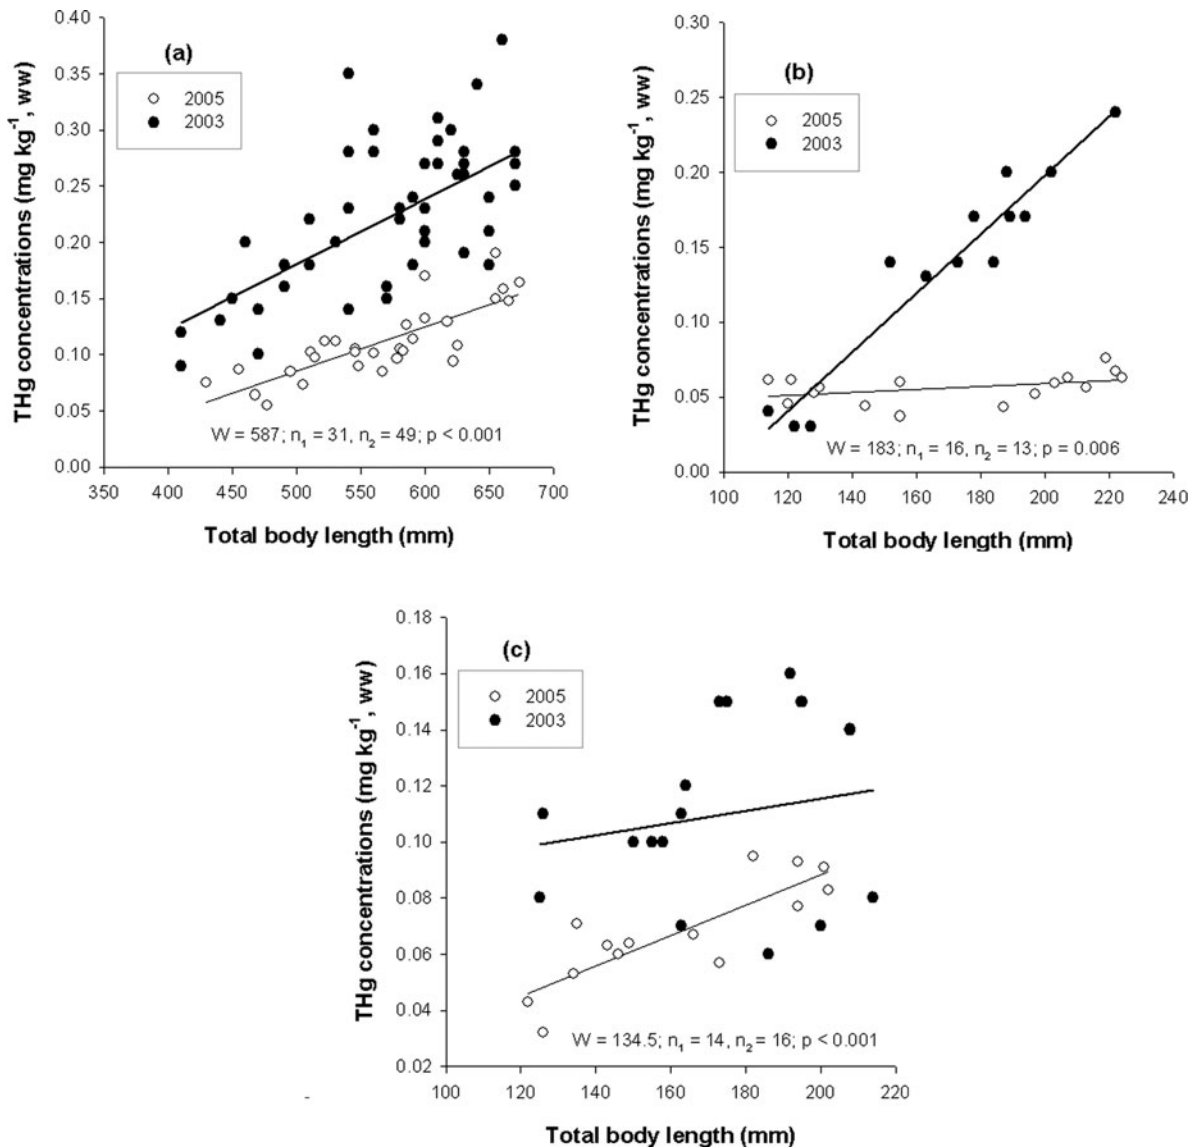 (a)
2005
2003
THg concentrations (mg kg⁻¹, ww)
0.40
0.35
0.30
0.25
0.20
0.15
0.10
0.05
0.00
W = 587; n₁ = 31, n₂ = 49; p < 0.001
350 400 450 500 550 600 650 700
Total body length (mm)
(b)
2005
2003
THg concentrations (mg kg⁻¹, ww)
0.30
0.25
0.20
0.15
0.10
0.05
0.00
W = 183; n₁ = 16, n₂ = 13; p = 0.006
100 120 140 160 180 200 220 240
Total body length (mm)
(c)
2005
2003
THg concentrations (mg kg⁻¹, ww)
0.18
0.16
0.14
0.12
0.10
0.08
0.06
0.04
0.02
W = 134.5; n₁ = 14, n₂ = 16; p < 0.001
100 120 140 160 180 200 220
Total body length (mm)